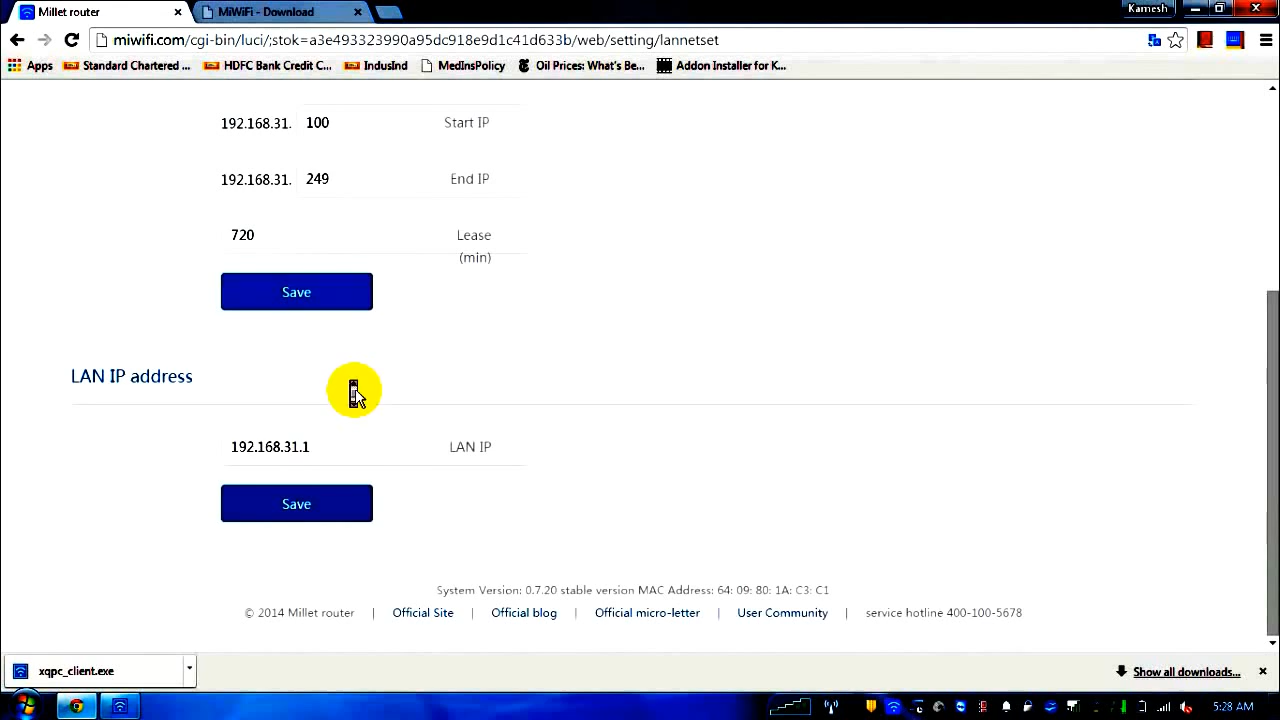 Millet router
MiWiFi - Download
Kamesh
miwifi.com/cgi-bin/luci/;stok=a3e493323990a95dc918e9d1c41d633b/web/setting/lannetset
Apps Standard Chartered ... HDFC Bank Credit C... IndusInd MedInsPolicy Oil Prices: What's Be... Addon Installer for K...
192.168.31. 100 Start IP
192.168.31. 249 End IP
720 Lease
(min)
Save
LAN IP address
192.168.31.1 LAN IP
Save
System Version: 0.7.20 stable version MAC Address: 64: 09: 80: 1A: C3: C1
© 2014 Millet router | Official Site | Official blog | Official micro-letter | User Community | service hotline 400-100-5678
xqpc_client.exe
Show all downloads...
5:28 AM